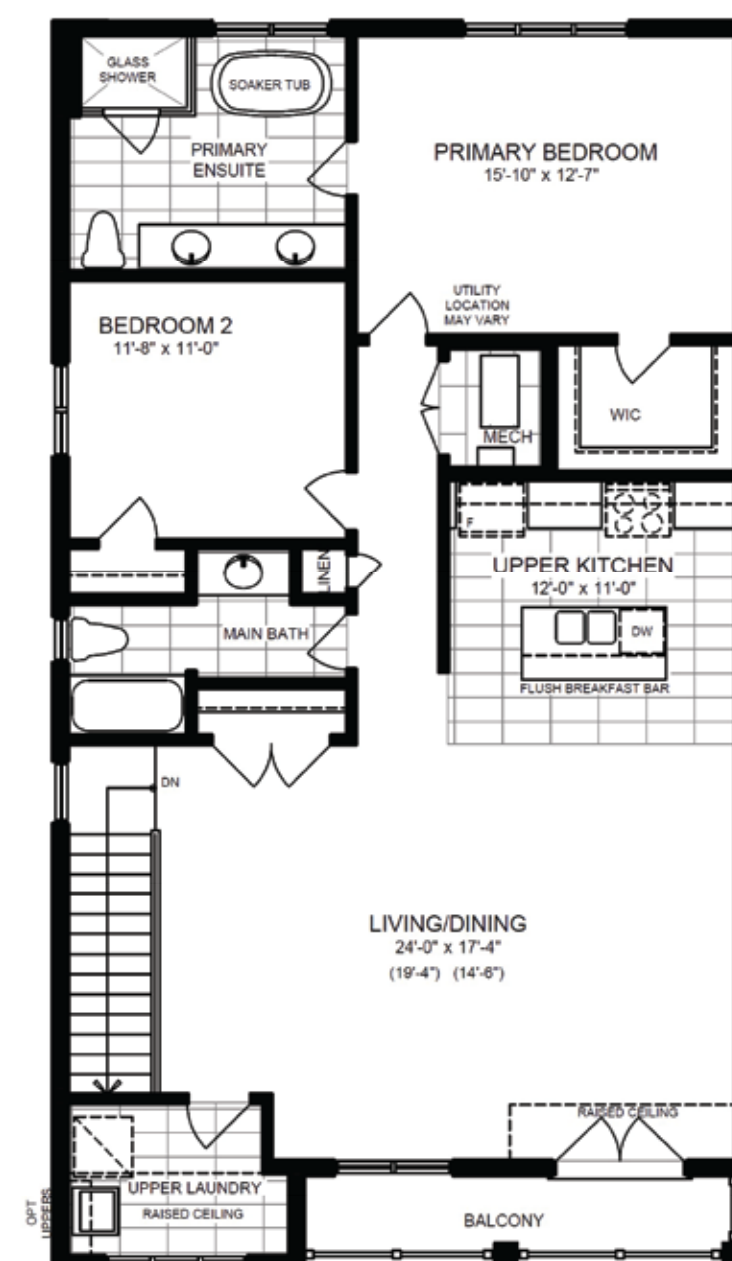 GLASS
SHOWER
SOAKER TUB
PRIMARY
ENSUITE
PRIMARY BEDROOM
15'-10" x 12'-7"
UTILITY
LOCATION
MAY VARY
BEDROOM 2
11'-8" x 11'-0"
MECH
WIC
F
UPPER KITCHEN
12'-0" x 11'-0"
LINEN
MAIN BATH
DW
FLUSH BREAKFAST BAR
DN
LIVING/DINING
24'-0" x 17'-4"
(19'-4") (14'-6")
RAISED CEILING
UPPER LAUNDRY
RAISED CEILING
OPT
UPPERS
BALCONY